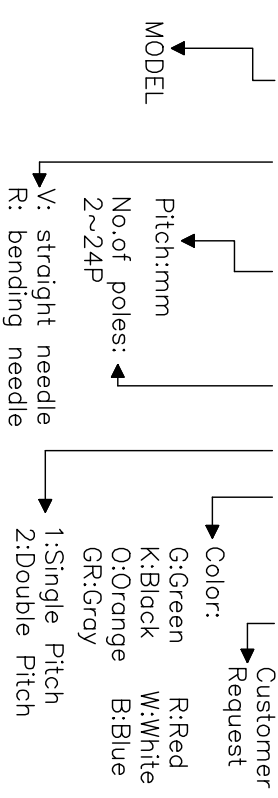 MODEL
Pitch:mm
No.of poles:
2~24P
V: straight needle
R: bending needle
Customer
Request
Color:
G:Green R:Red
K:Black W:White
O:Orange B:Blue
GR:Gray
1:Single Pitch
2:Double Pitch